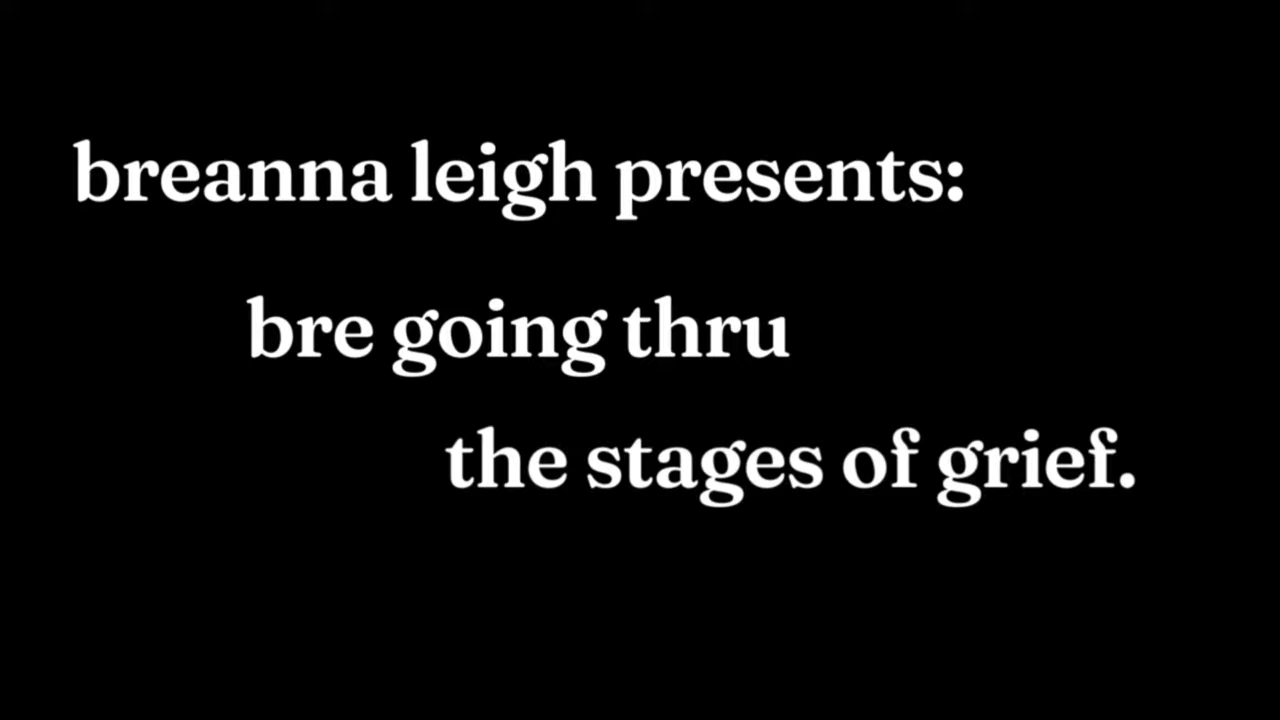 breanna leigh presents:
bre going thru
the stages of grief.